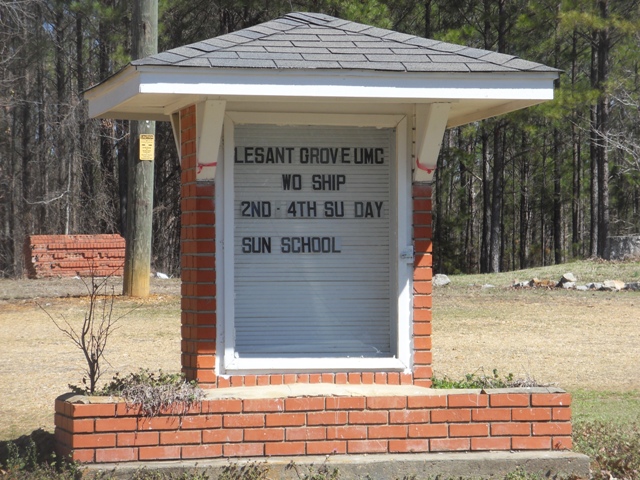 LESANT GROVE UMC
WO SHIP
2ND - 4TH SU DAY
SUN SCHOOL